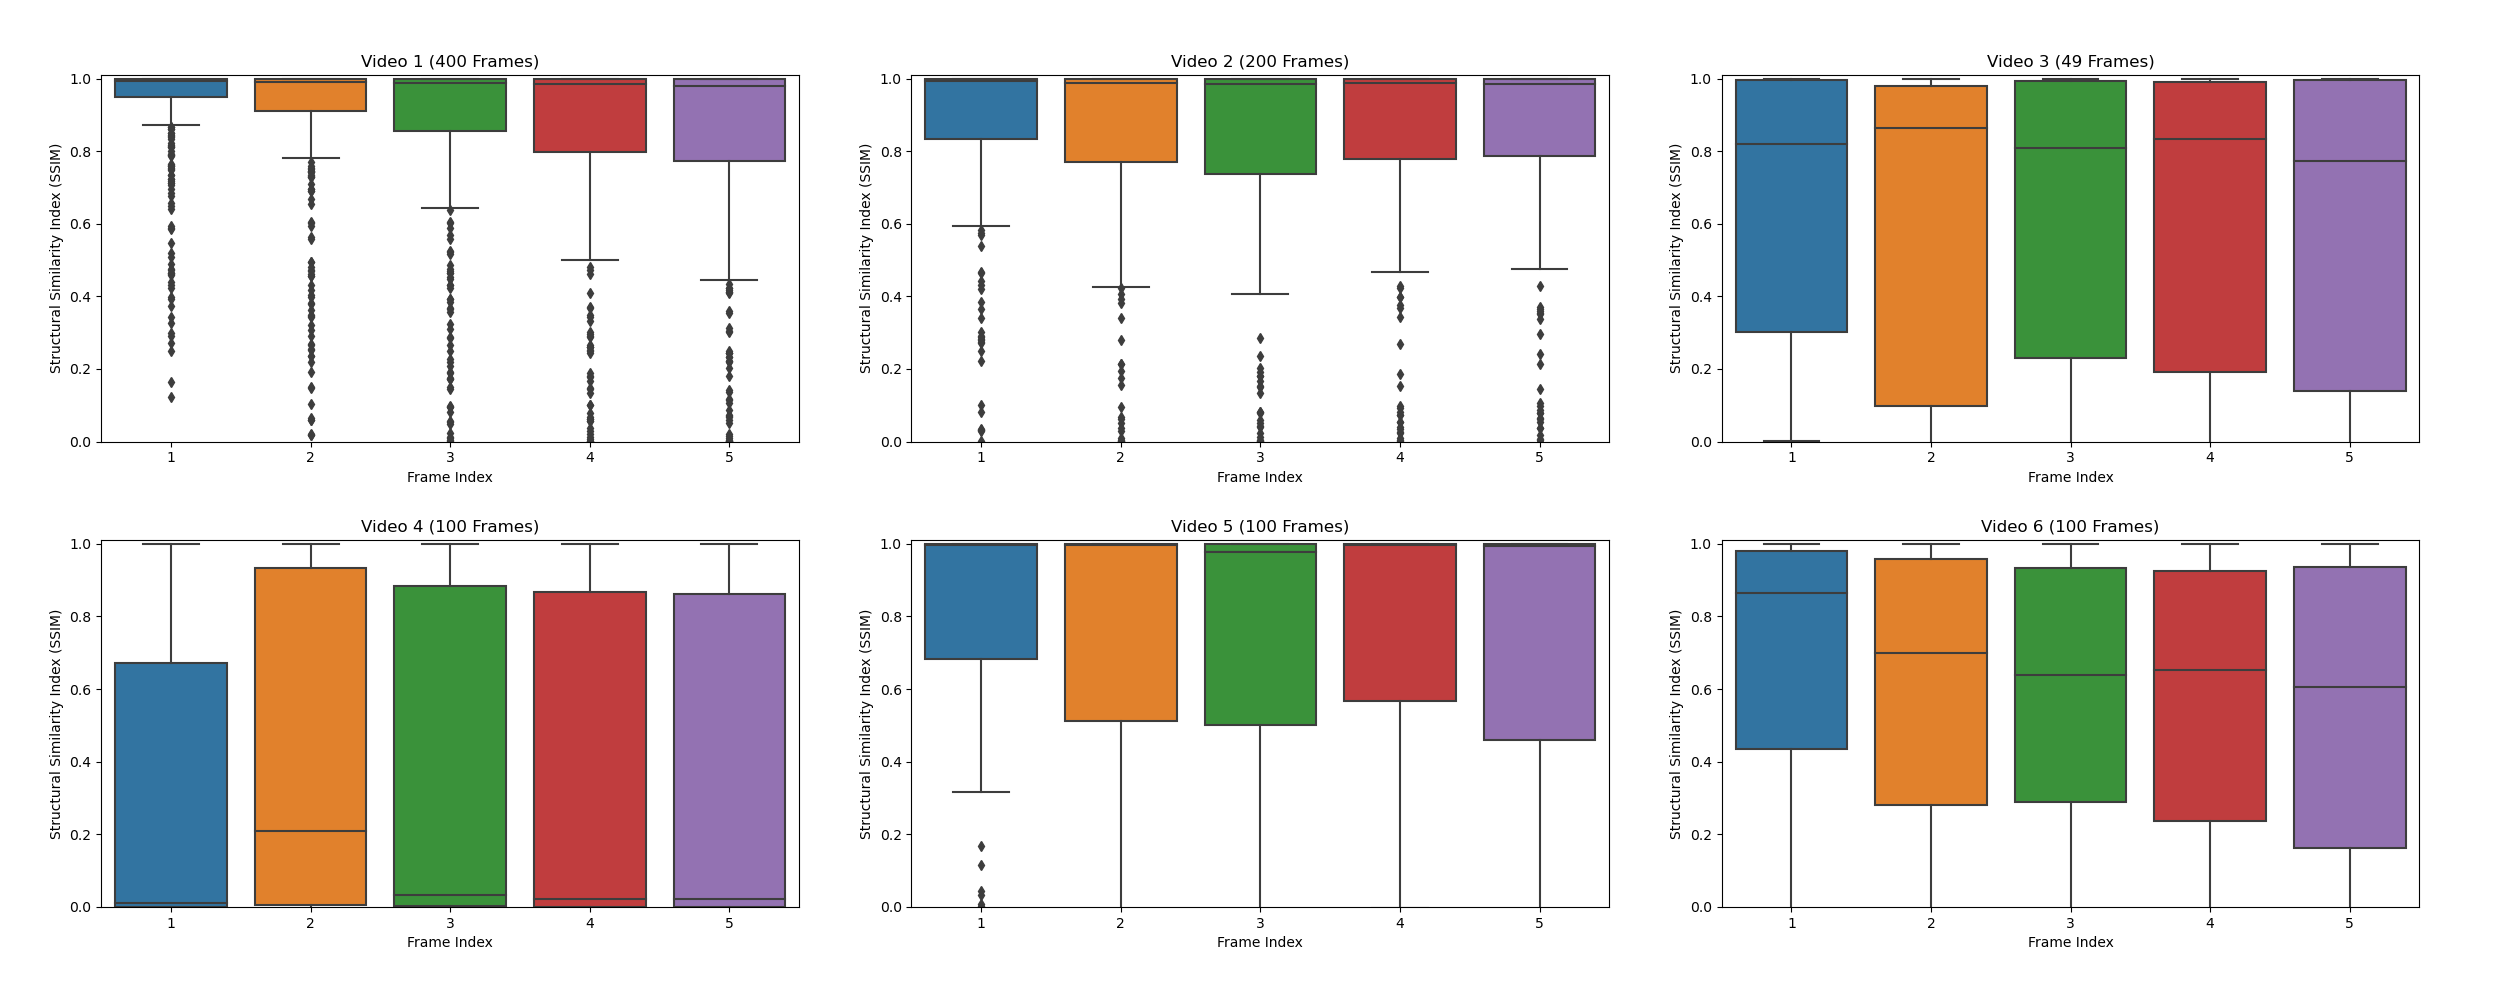 Video 1 (400 Frames)
Structural Similarity Index (SSIM)
1.0
0.8
0.6
0.4
0.2
0.0
1 2 3 4 5
Frame Index
Video 2 (200 Frames)
Structural Similarity Index (SSIM)
1.0
0.8
0.6
0.4
0.2
0.0
1 2 3 4 5
Frame Index
Video 3 (49 Frames)
Structural Similarity Index (SSIM)
1.0
0.8
0.6
0.4
0.2
0.0
1 2 3 4 5
Frame Index
Video 4 (100 Frames)
Structural Similarity Index (SSIM)
1.0
0.8
0.6
0.4
0.2
0.0
1 2 3 4 5
Frame Index
Video 5 (100 Frames)
Structural Similarity Index (SSIM)
1.0
0.8
0.6
0.4
0.2
0.0
1 2 3 4 5
Frame Index
Video 6 (100 Frames)
Structural Similarity Index (SSIM)
1.0
0.8
0.6
0.4
0.2
0.0
1 2 3 4 5
Frame Index